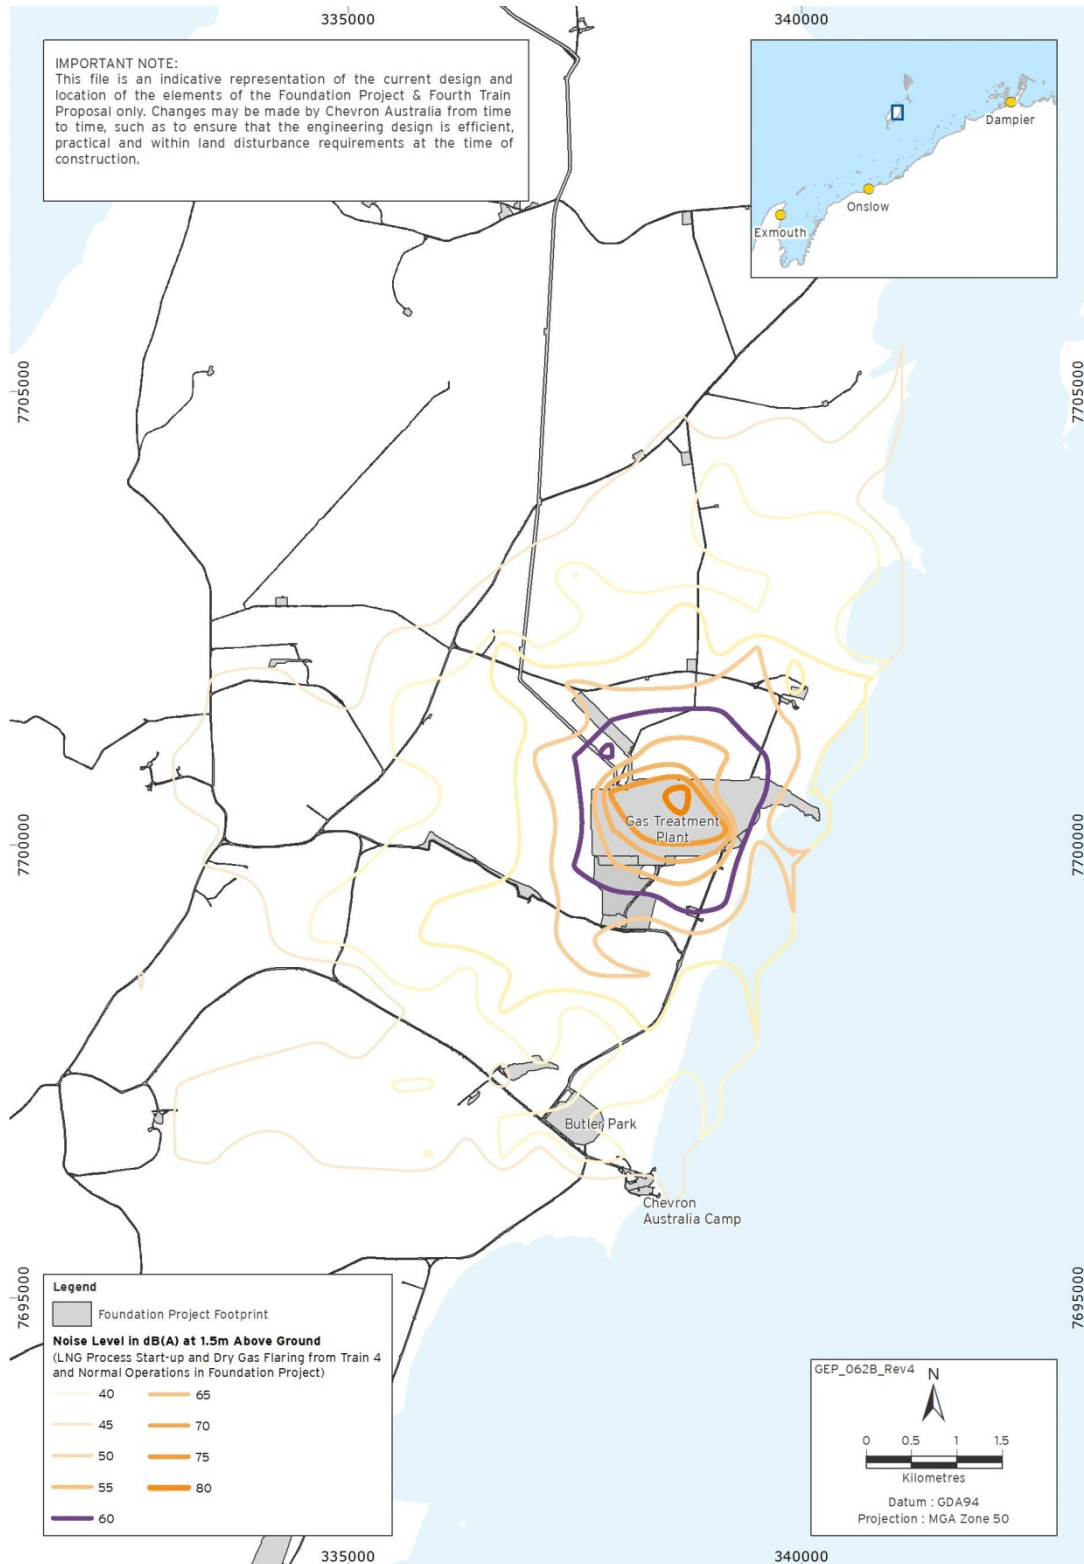 335000
340000
IMPORTANT NOTE:
This file is an indicative representation of the current design and
location of the elements of the Foundation Project & Fourth Train
Proposal only. Changes may be made by Chevron Australia from time
to time, such as to ensure that the engineering design is efficient,
practical and within land disturbance requirements at the time of
construction.
Dampier
Onslow
Exmouth
7705000
7705000
Gas Treatment
Plant
7700000
7700000
Butler Park
Chevron
Australia Camp
7695000
7695000
Legend
Foundation Project Footprint
Noise Level in dB(A) at 1.5m Above Ground
(LNG Process Start-up and Dry Gas Flaring from Train 4
and Normal Operations in Foundation Project)
40
65
45
70
50
75
55
80
60
GEP_062B_Rev4
N
0 0.5 1 1.5
Kilometres
Datum : GDA94
Projection : MGA Zone 50
335000
340000